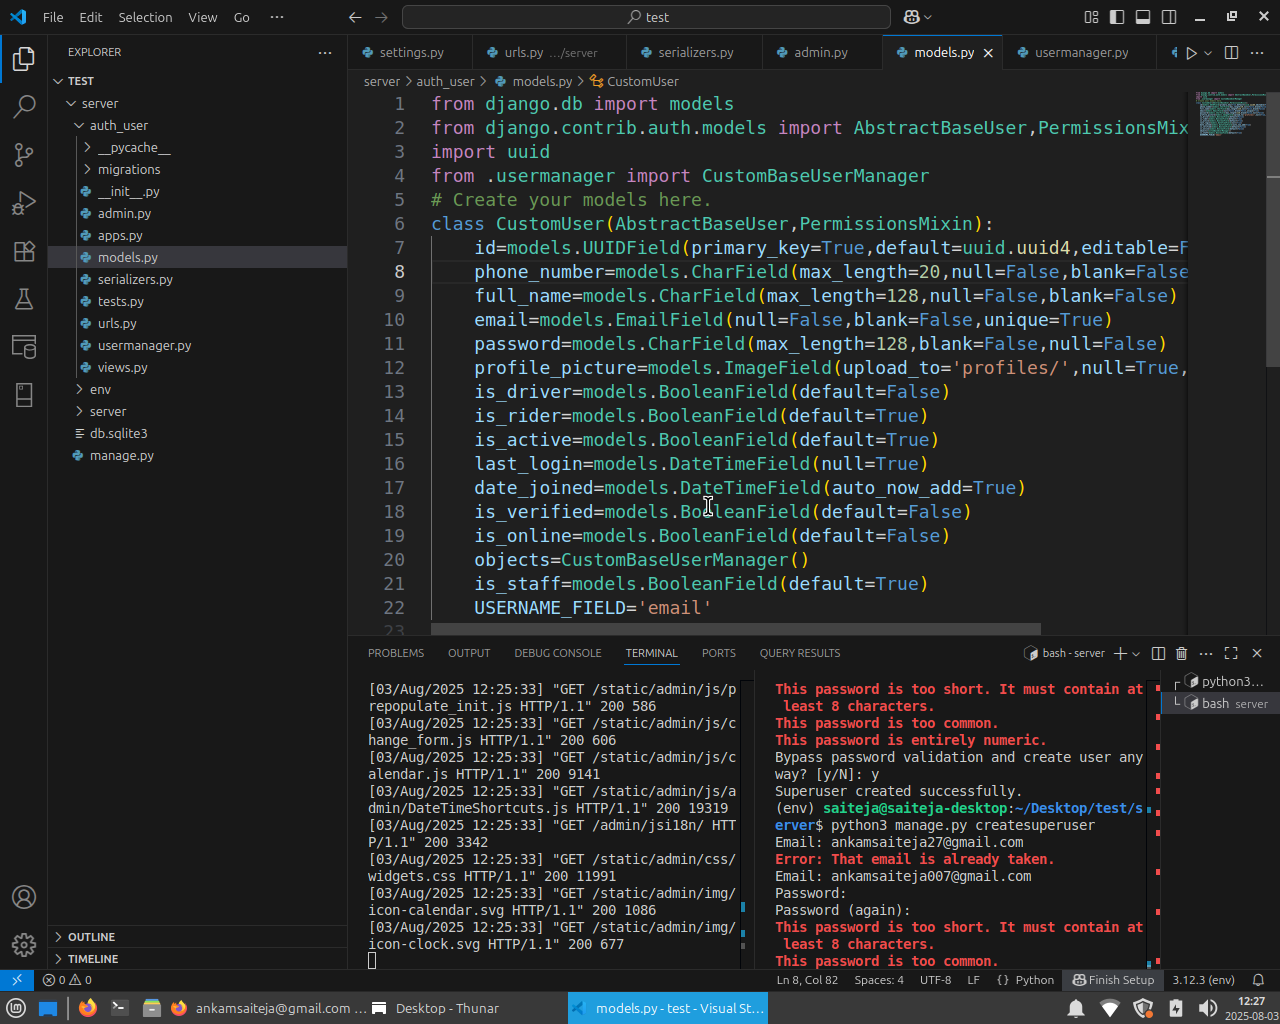 File Edit Selection View Go ···
test
EXPLORER ···
TEST
server
auth_user
__pycache__
migrations
__init__.py
admin.py
apps.py
models.py
serializers.py
tests.py
urls.py
usermanager.py
views.py
env
server
db.sqlite3
manage.py
OUTLINE
TIMELINE
settings.py
urls.py .../server
serializers.py
admin.py
models.py
usermanager.py
server > auth_user > models.py > CustomUser
1 from django.db import models
2 from django.contrib.auth.models import AbstractBaseUser,PermissionsMix
3 import uuid
4 from .usermanager import CustomBaseUserManager
5 # Create your models here.
6 class CustomUser(AbstractBaseUser,PermissionsMixin):
7 id=models.UUIDField(primary_key=True,default=uuid.uuid4,editable=F
8 phone_number=models.CharField(max_length=20,null=False,blank=False
9 full_name=models.CharField(max_length=128,null=False,blank=False)
10 email=models.EmailField(null=False,blank=False,unique=True)
11 password=models.CharField(max_length=128,blank=False,null=False)
12 profile_picture=models.ImageField(upload_to='profiles/',null=True,
13 is_driver=models.BooleanField(default=False)
14 is_rider=models.BooleanField(default=True)
15 is_active=models.BooleanField(default=True)
16 last_login=models.DateTimeField(null=True)
17 date_joined=models.DateTimeField(auto_now_add=True)
18 is_verified=models.BooleanField(default=False)
19 is_online=models.BooleanField(default=False)
20 objects=CustomBaseUserManager()
21 is_staff=models.BooleanField(default=True)
22 USERNAME_FIELD='email'
23
PROBLEMS OUTPUT DEBUG CONSOLE TERMINAL PORTS QUERY RESULTS
bash - server
[03/Aug/2025 12:25:33] "GET /static/admin/js/p
repopulate_init.js HTTP/1.1" 200 586
[03/Aug/2025 12:25:33] "GET /static/admin/js/c
hange_form.js HTTP/1.1" 200 606
[03/Aug/2025 12:25:33] "GET /static/admin/js/c
alendar.js HTTP/1.1" 200 9141
[03/Aug/2025 12:25:33] "GET /static/admin/js/a
dmin/DateTimeShortcuts.js HTTP/1.1" 200 19319
[03/Aug/2025 12:25:33] "GET /admin/jsi18n/ HTT
P/1.1" 200 3342
[03/Aug/2025 12:25:33] "GET /static/admin/css/
widgets.css HTTP/1.1" 200 11991
[03/Aug/2025 12:25:33] "GET /static/admin/img/
icon-calendar.svg HTTP/1.1" 200 1086
[03/Aug/2025 12:25:33] "GET /static/admin/img/
icon-clock.svg HTTP/1.1" 200 677
This password is too short. It must contain at
least 8 characters.
This password is too common.
This password is entirely numeric.
Bypass password validation and create user any
way? [y/N]: y
Superuser created successfully.
(env) saiteja@saiteja-desktop:~/Desktop/test/s
erver$ python3 manage.py createsuperuser
Email: ankamsaiteja27@gmail.com
Error: That email is already taken.
Email: ankamsaiteja007@gmail.com
Password:
Password (again):
This password is too short. It must contain at
least 8 characters.
This password is too common.
python3...
bash server
0 0
Ln 8, Col 82 Spaces: 4 UTF-8 LF {} Python Finish Setup 3.12.3 (env)
ankamsaiteja@gmail.com ...
Desktop - Thunar
models.py - test - Visual St...
12:27
2025-08-03